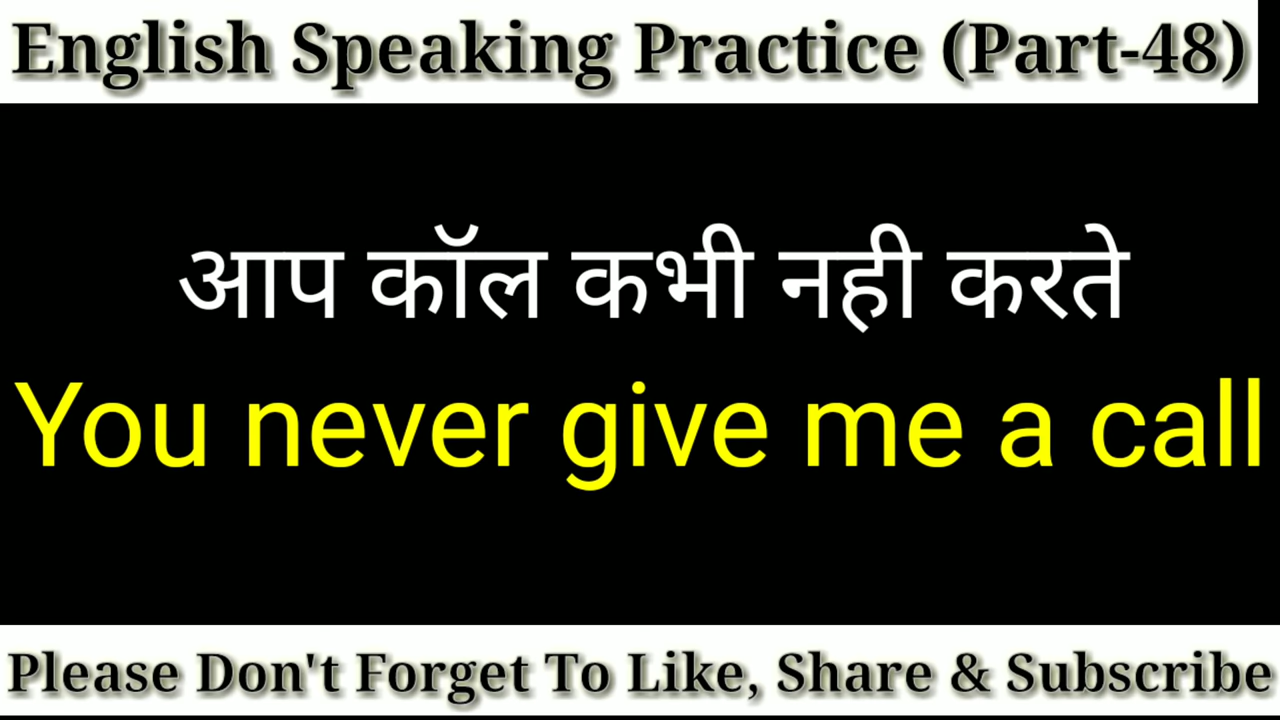 English Speaking Practice (Part-48)
आप कॉल कभी नही करते
You never give me a call
Please Don't Forget To Like, Share & Subscribe